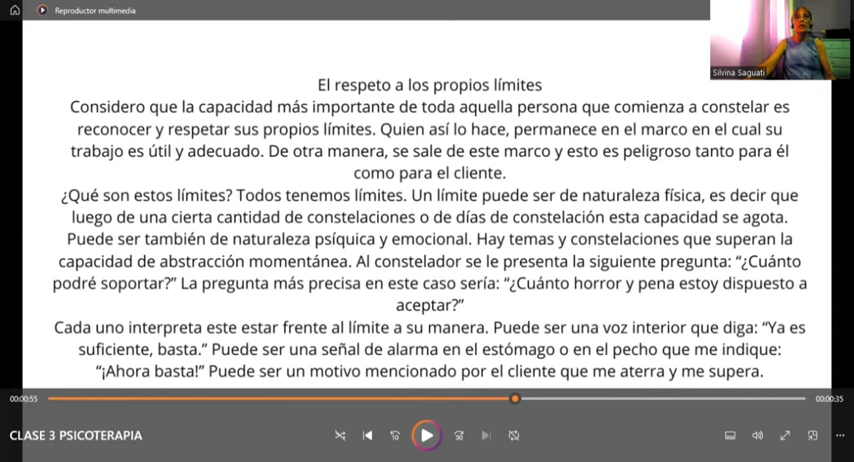 Reproductor multimedia
Silvina Saguati
El respeto a los propios límites
Considero que la capacidad más importante de toda aquella persona que comienza a constelar es
reconocer y respetar sus propios límites. Quien así lo hace, permanece en el marco en el cual su
trabajo es útil y adecuado. De otra manera, se sale de este marco y esto es peligroso tanto para él
como para el cliente.
¿Qué son estos límites? Todos tenemos límites. Un límite puede ser de naturaleza física, es decir que
luego de una cierta cantidad de constelaciones o de días de constelación esta capacidad se agota.
Puede ser también de naturaleza psíquica y emocional. Hay temas y constelaciones que superan la
capacidad de abstracción momentánea. Al constelador se le presenta la siguiente pregunta: “¿Cuánto
podré soportar?” La pregunta más precisa en este caso sería: “¿Cuánto horror y pena estoy dispuesto a
aceptar?”
Cada uno interpreta este estar frente al límite a su manera. Puede ser una voz interior que diga: “Ya es
suficiente, basta.” Puede ser una señal de alarma en el estómago o en el pecho que me indique:
“¡Ahora basta!” Puede ser un motivo mencionado por el cliente que me aterra y me supera.
00:00:55
00:00:35
CLASE 3 PSICOTERAPIA
10
30